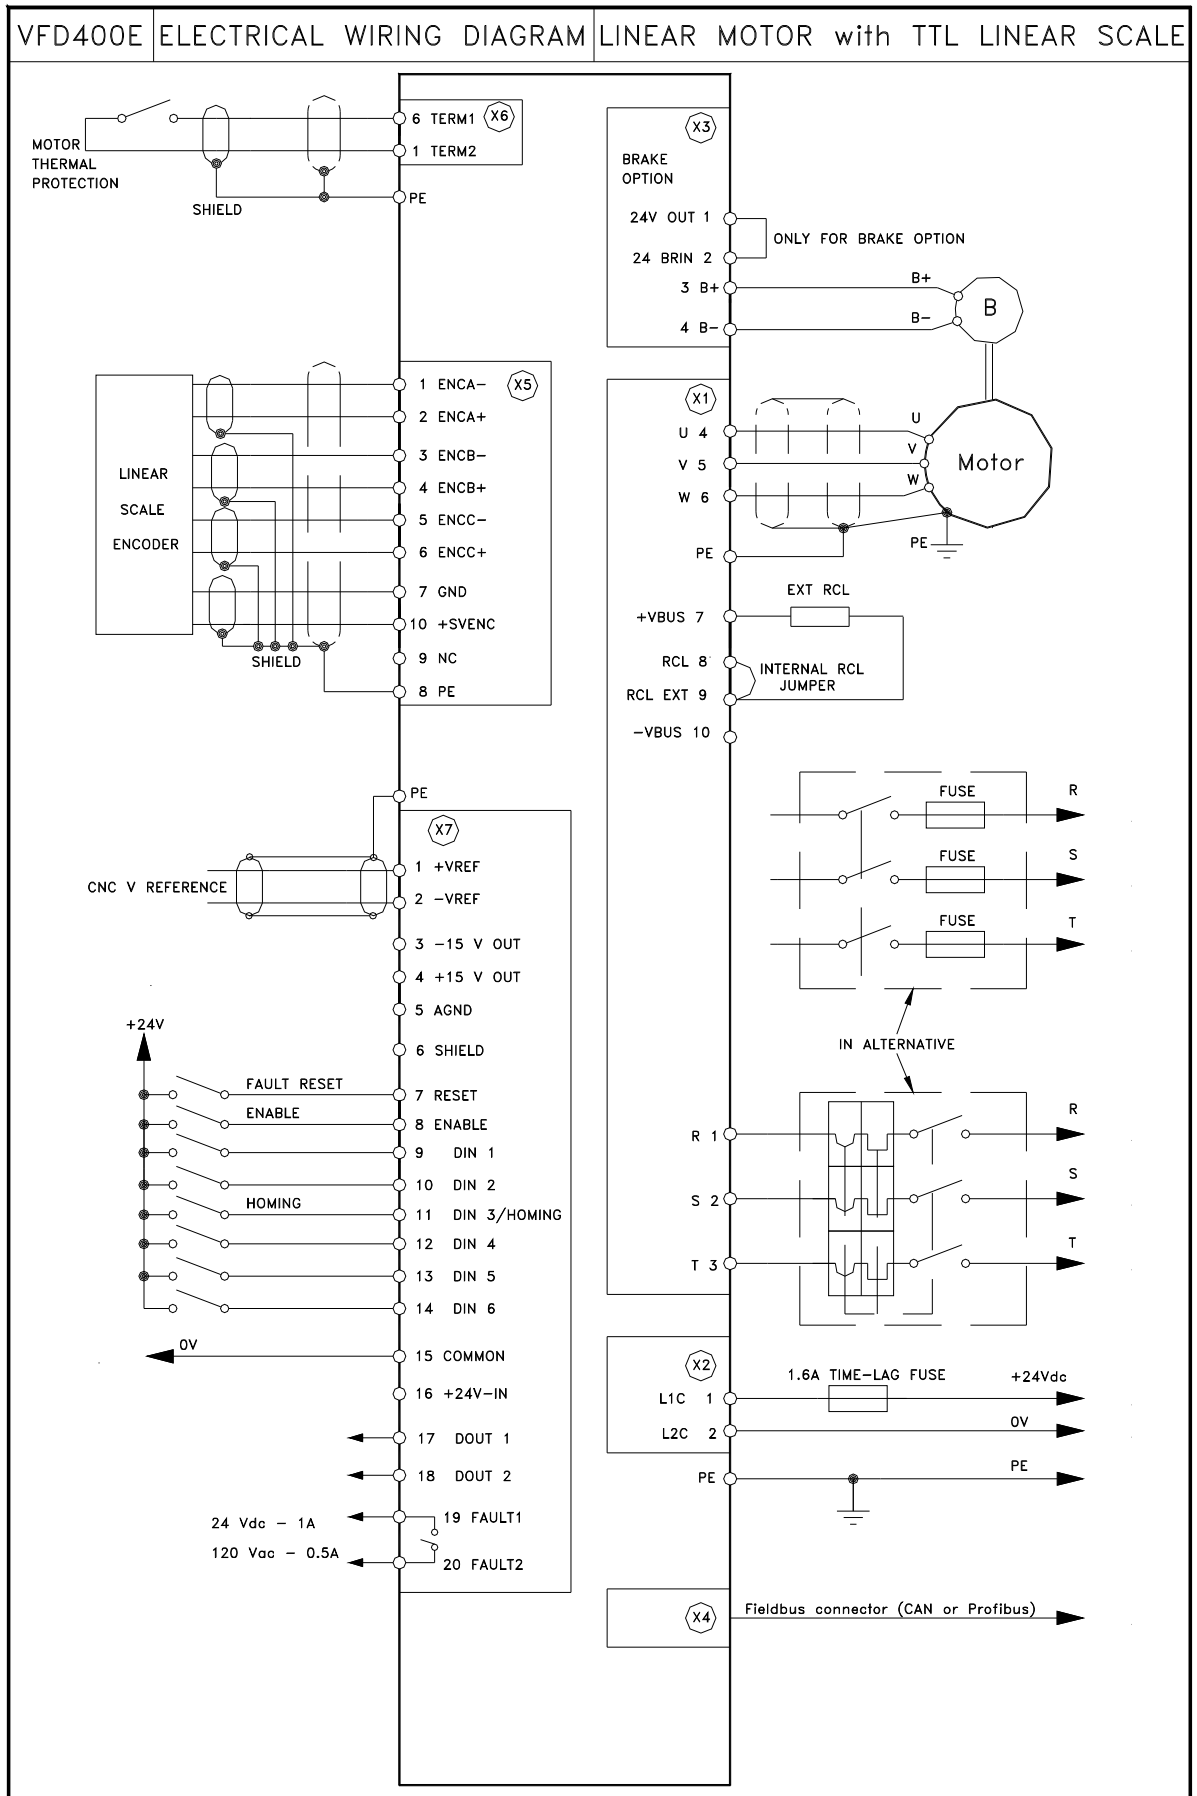 VFD400E
ELECTRICAL WIRING DIAGRAM
LINEAR MOTOR with TTL LINEAR SCALE
X6
6 TERM1
1 TERM2
MOTOR
THERMAL
PROTECTION
PE
SHIELD
X3
BRAKE
OPTION
24V OUT 1
24 BRIN 2
ONLY FOR BRAKE OPTION
3 B+
4 B-
B+
B-
B
X5
1 ENCA-
2 ENCA+
3 ENCB-
4 ENCB+
5 ENCC-
6 ENCC+
7 GND
10 +SVENC
9 NC
8 PE
LINEAR
SCALE
ENCODER
SHIELD
X1
U 4
V 5
W 6
PE
U
V
W
Motor
PE
EXT RCL
+VBUS 7
RCL 8
RCL EXT 9
INTERNAL RCL
JUMPER
-VBUS 10
PE
X7
1 +VREF
2 -VREF
CNC V REFERENCE
3 -15 V OUT
4 +15 V OUT
5 AGND
6 SHIELD
+24V
FAULT RESET
7 RESET
ENABLE
8 ENABLE
9 DIN 1
10 DIN 2
HOMING
11 DIN 3/HOMING
12 DIN 4
13 DIN 5
14 DIN 6
0V
15 COMMON
16 +24V-IN
17 DOUT 1
18 DOUT 2
24 Vdc - 1A
120 Vac - 0.5A
19 FAULT1
20 FAULT2
FUSE
R
FUSE
S
FUSE
T
IN ALTERNATIVE
R 1
R
S 2
S
T 3
T
X2
1.6A TIME-LAG FUSE
+24Vdc
L1C 1
0V
L2C 2
PE
PE
X4
Fieldbus connector (CAN or Profibus)